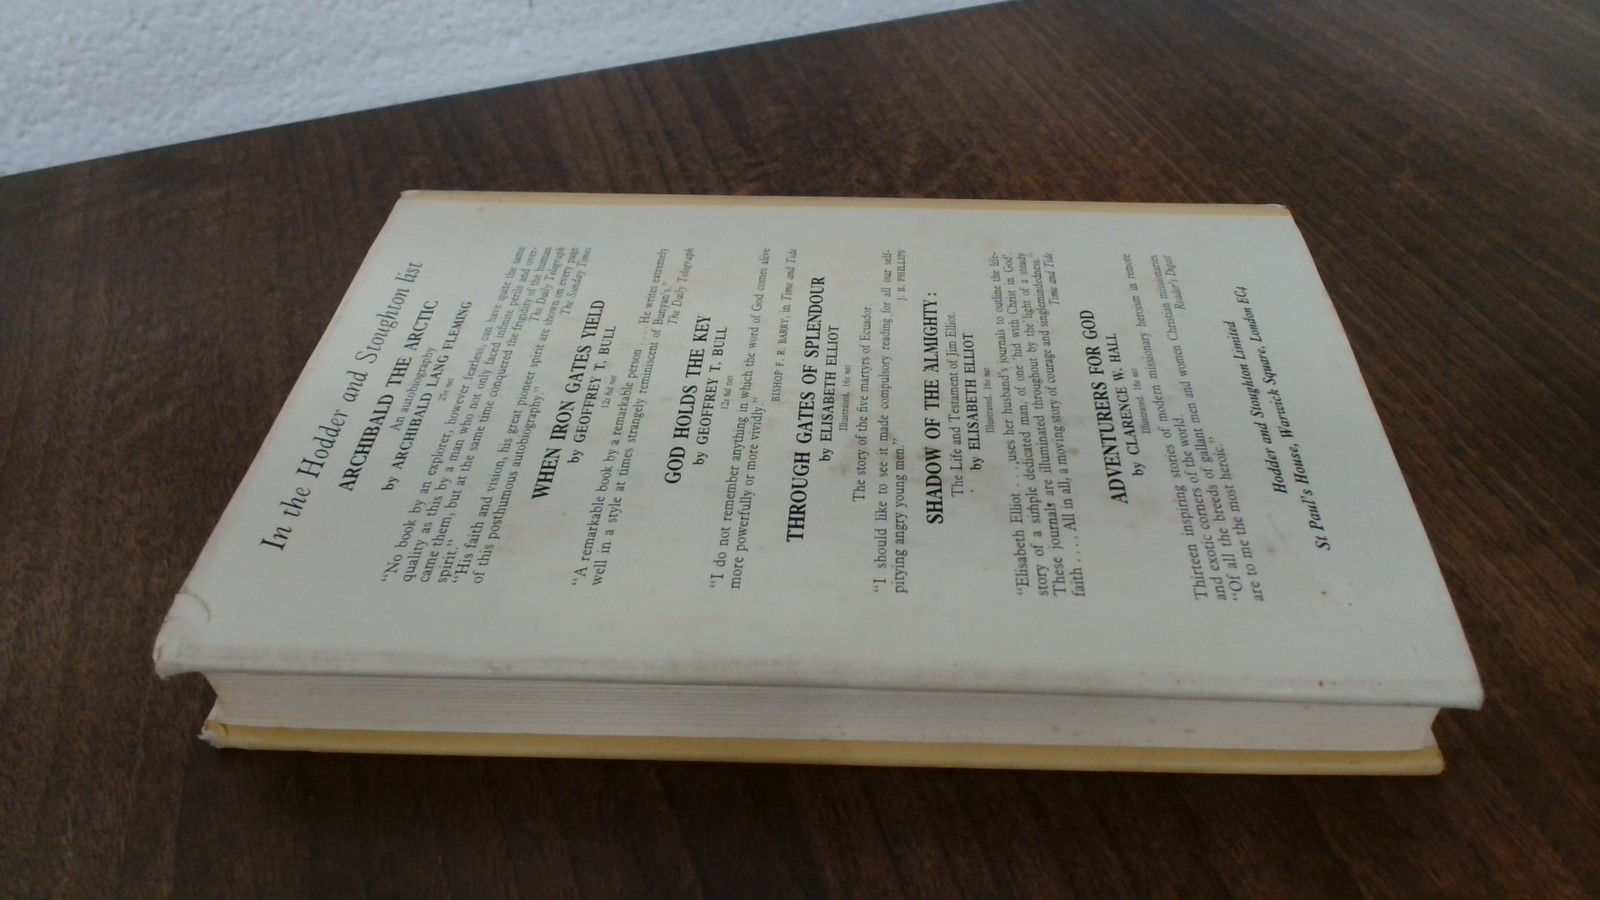 In the Hodder and Stoughton list
ARCHIBALD THE ARCTIC
An autobiography
by ARCHIBALD LANG FLEMING
25s net
"No book by an explorer, however fearless, can have quite the same
quality as this by a man who not only faced infinite perils and over-
came them, but at the same time conquered the frigidity of the human
spirit." The Daily Telegraph
"His faith and vision, his great pioneer spirit are shown on every page
of this posthumous autobiography." The Sunday Times
WHEN IRON GATES YIELD
by GEOFFREY T. BULL
12s 6d net
"A remarkable book by a remarkable person .... He writes extremely
well in a style at times strangely reminiscent of Bunyan's."
The Daily Telegraph
GOD HOLDS THE KEY
by GEOFFREY T. BULL
12s 6d net
"I do not remember anything in which the word of God comes alive
more powerfully or more vividly."
BISHOP F. R. BARRY, in Time and Tide
THROUGH GATES OF SPLENDOUR
by ELISABETH ELLIOT
Illustrated. 16s net
The story of the five martyrs of Ecuador.
"I should like to see it made compulsory reading for all our self-
pitying angry young men." J. B. PHILLIPS
SHADOW OF THE ALMIGHTY:
The Life and Testament of Jim Elliot.
by ELISABETH ELLIOT
Illustrated. 16s net
"Elisabeth Elliot . . . uses her husband's journals to outline the life-
story of a simple dedicated man, of one 'hid with Christ in God'.
These journals are illuminated throughout by the light of a steady
faith .... All in all, a moving story of courage and singlemindedness."
Time and Tide
ADVENTURERS FOR GOD
by CLARENCE W. HALL
Illustrated. 16s net
Thirteen inspiring stories of modern missionary heroism in remote
and exotic corners of the world.
"Of all the breeds of gallant men and women Christian missionaries
are to me the most heroic." Reader's Digest
Hodder and Stoughton Limited
St Paul's House, Warwick Square, London EC4